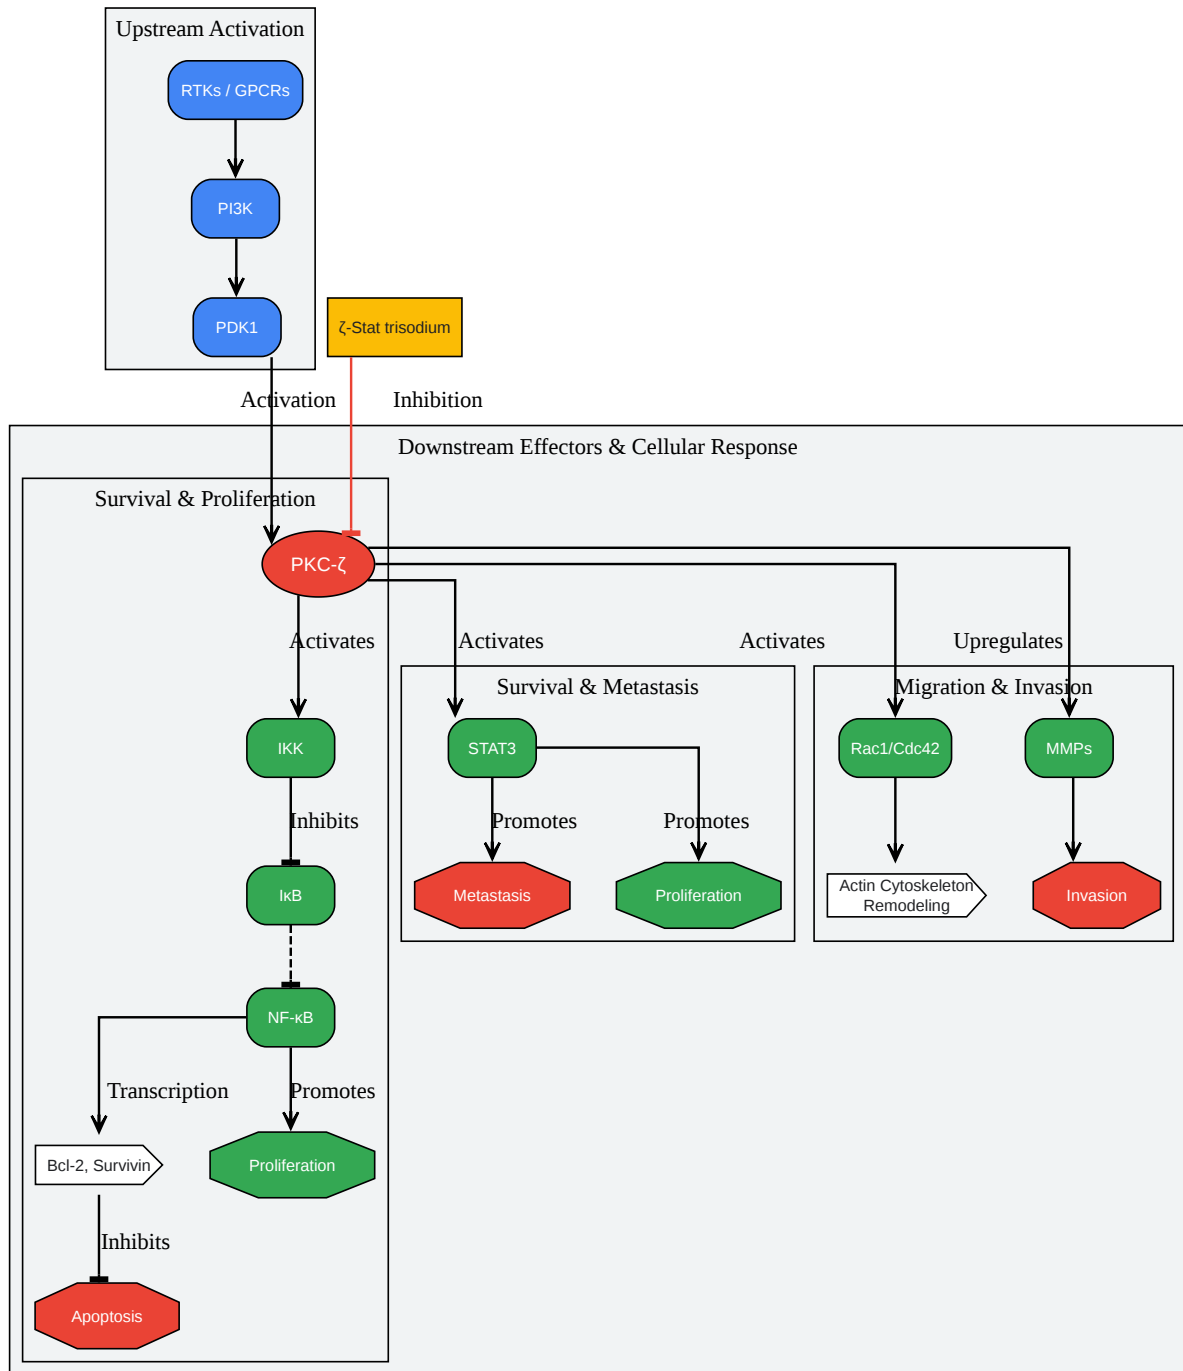 Upstream Activation
RTKs / GPCRs
PI3K
PDK1
ζ-Stat trisodium
Activation
Inhibition
Downstream Effectors & Cellular Response
Survival & Proliferation
PKC-ζ
Activates
Activates
Activates
Upregulates
Survival & Metastasis
Migration & Invasion
IKK
STAT3
Rac1/Cdc42
MMPs
Inhibits
Promotes
Promotes
IκB
Metastasis
Proliferation
Actin Cytoskeleton
Remodeling
Invasion
NF-κB
Transcription
Promotes
Bcl-2, Survivin
Proliferation
Inhibits
Apoptosis